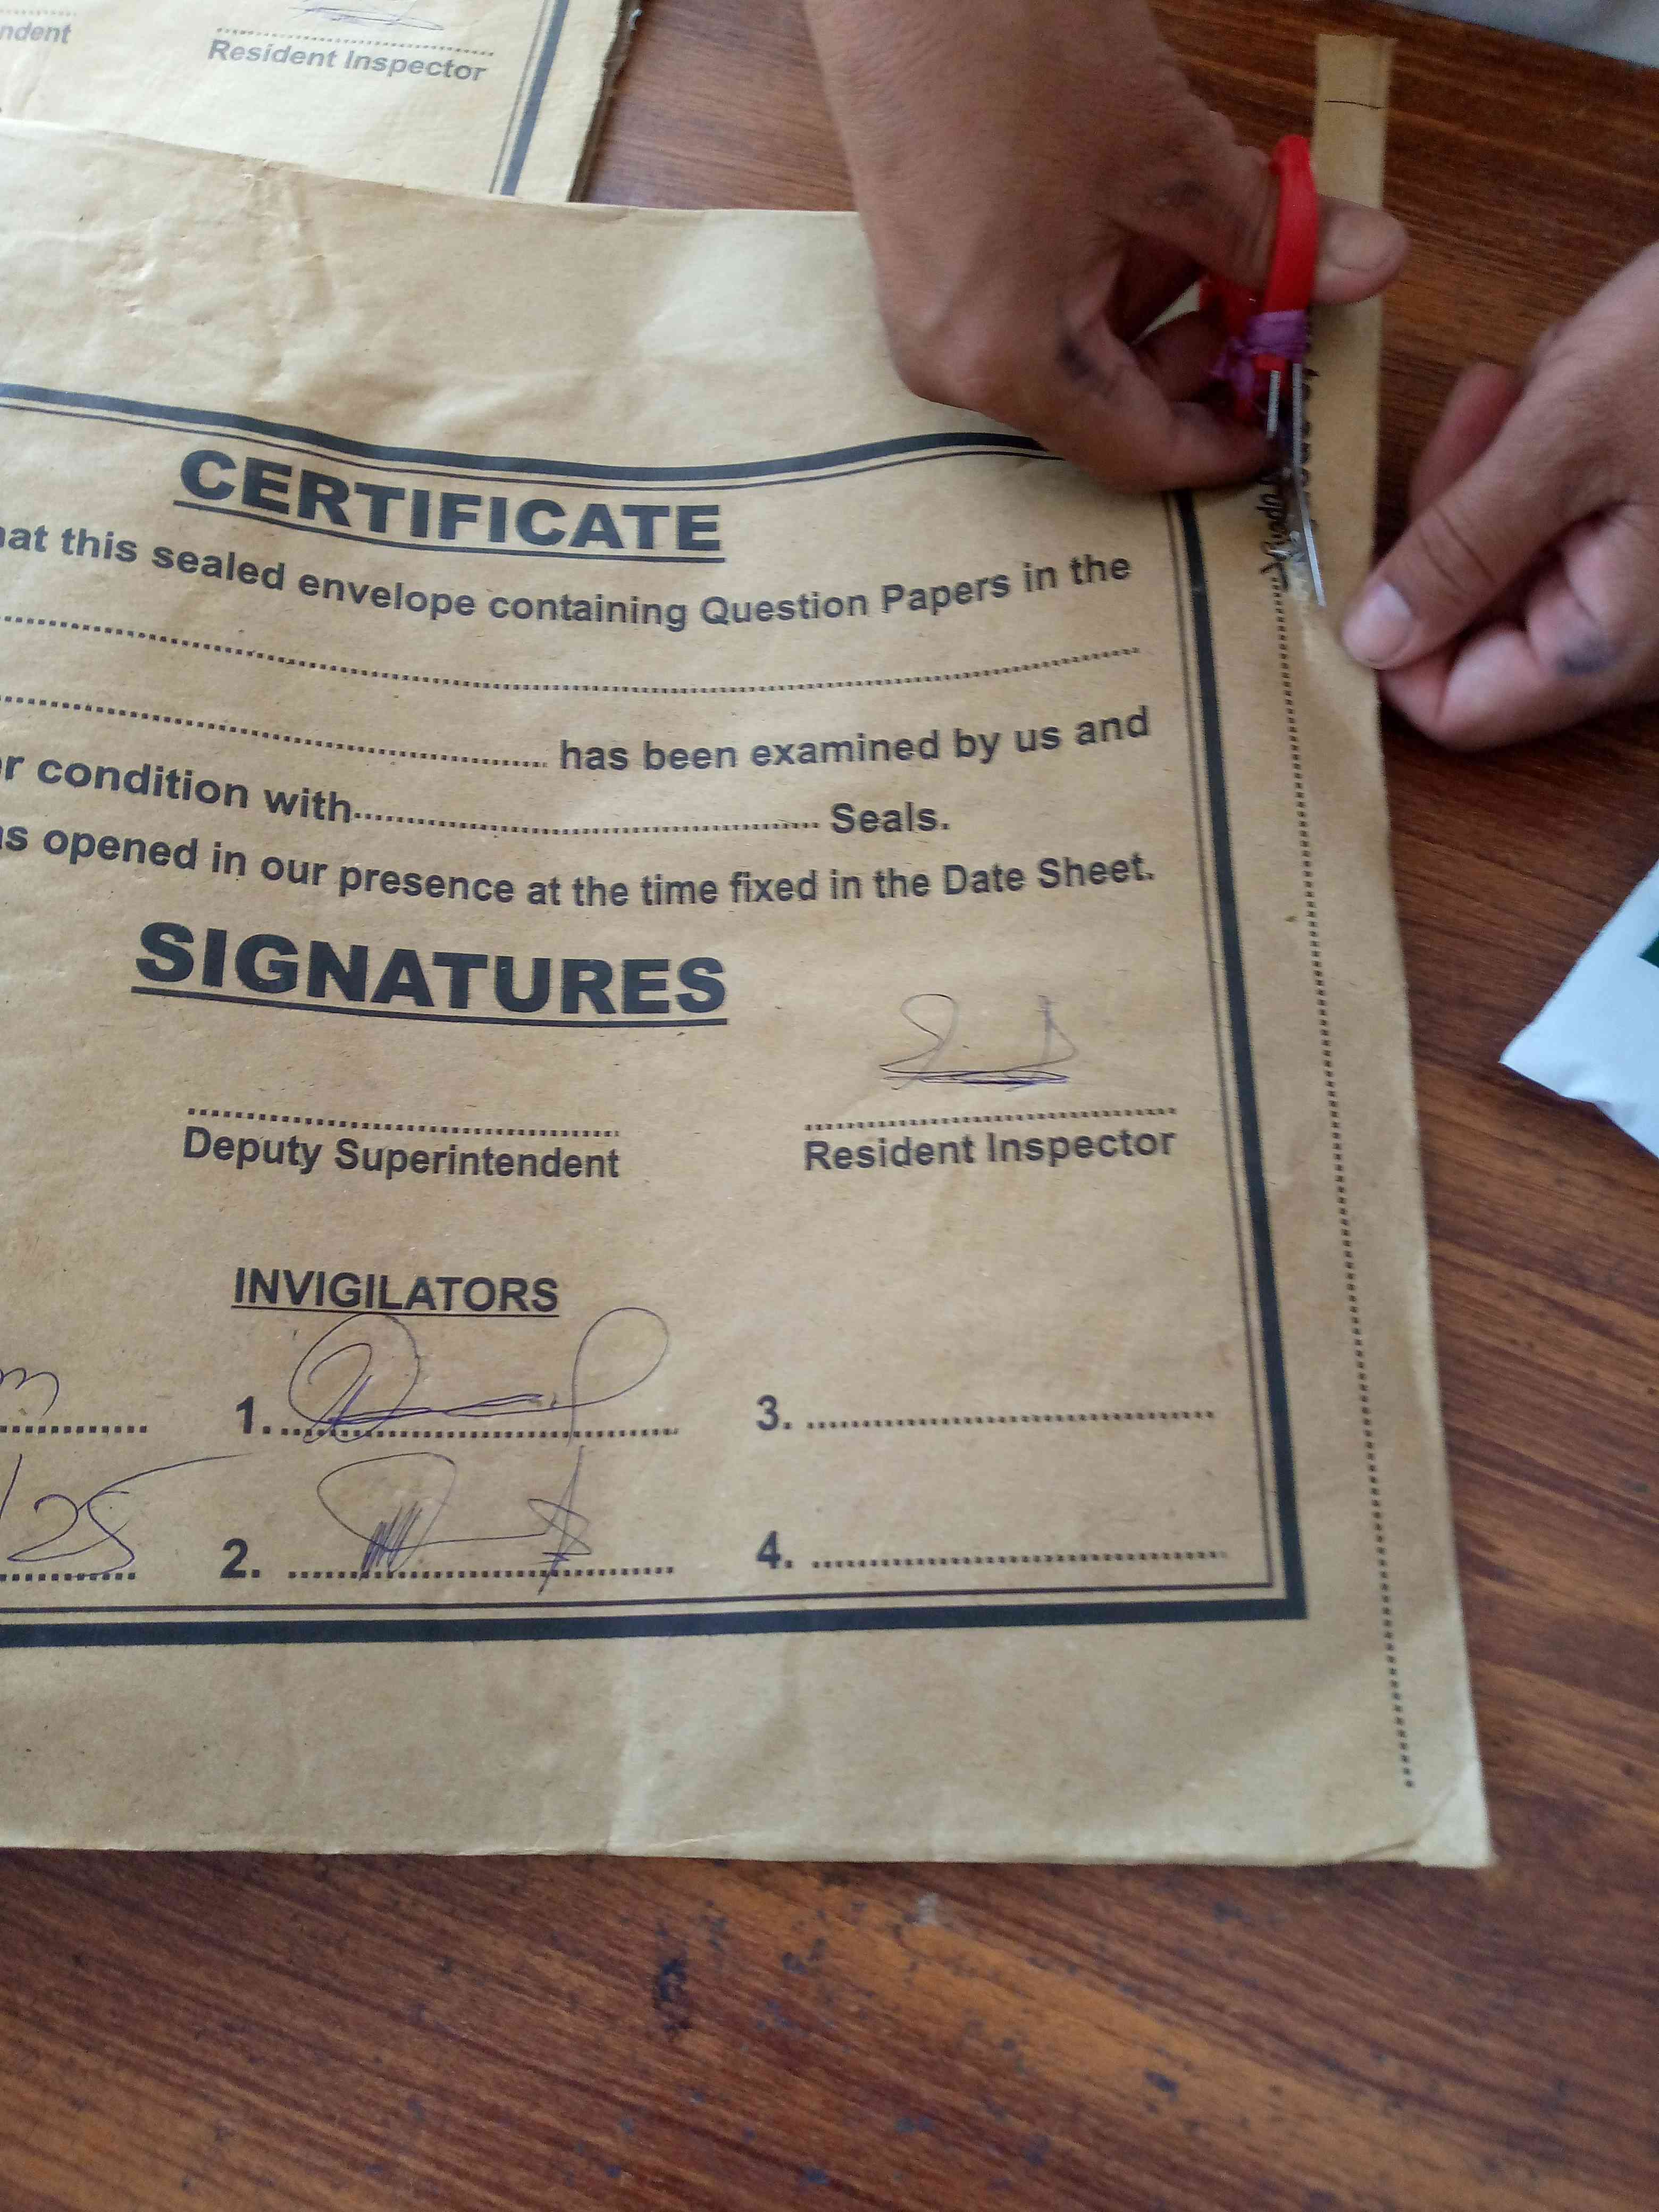 Resident Inspector
CERTIFICATE
this sealed envelope containing Question Papers in the
has been examined by us and
condition with Seals.
opened in our presence at the time fixed in the Date Sheet.
SIGNATURES
Deputy Superintendent Resident Inspector
INVIGILATORS
1. 3.
/25 2. 4.